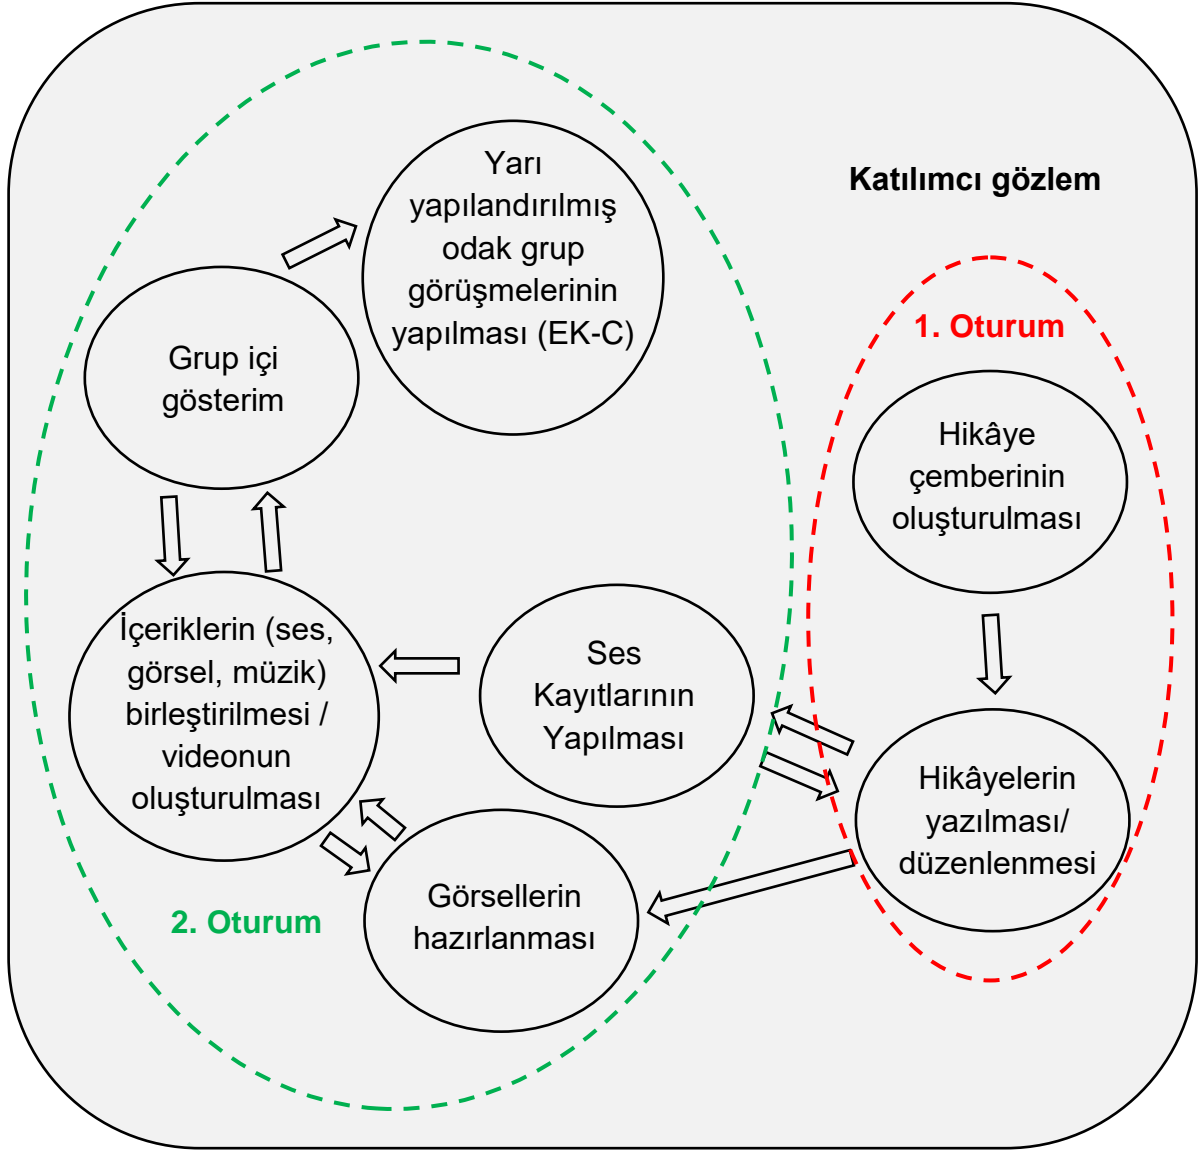 Katılımcı gözlem
1. Oturum
Hikâye
çemberinin
oluşturulması
Hikâyelerin
yazılması/
düzenlenmesi
2. Oturum
Ses
Kayıtlarının
Yapılması
Görsellerin
hazırlanması
İçeriklerin (ses,
görsel, müzik)
birleştirilmesi /
videonun
oluşturulması
Grup içi
gösterim
Yarı
yapılandırılmış
odak grup
görüşmelerinin
yapılması (EK-C)